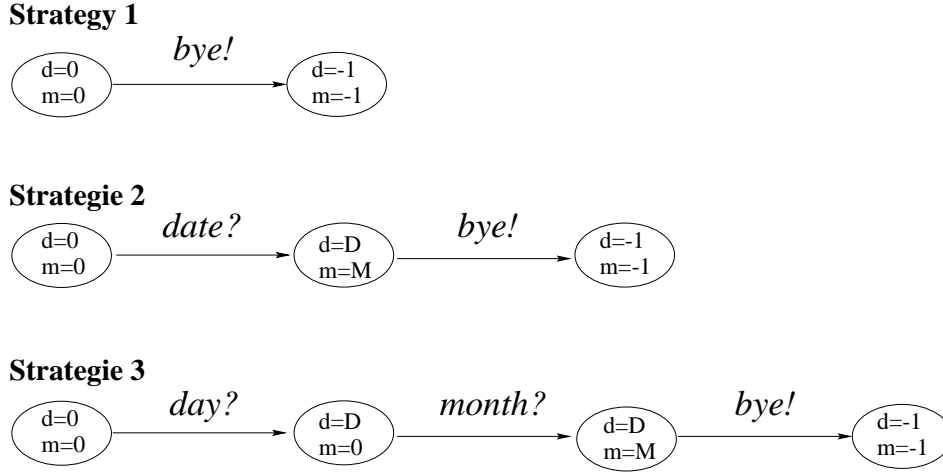 Strategy 1
bye!
d=0
m=0
d=-1
m=-1
Strategie 2
date?
bye!
d=0
m=0
d=D
m=M
d=-1
m=-1
Strategie 3
day?
month?
bye!
d=0
m=0
d=D
m=0
d=D
m=M
d=-1
m=-1